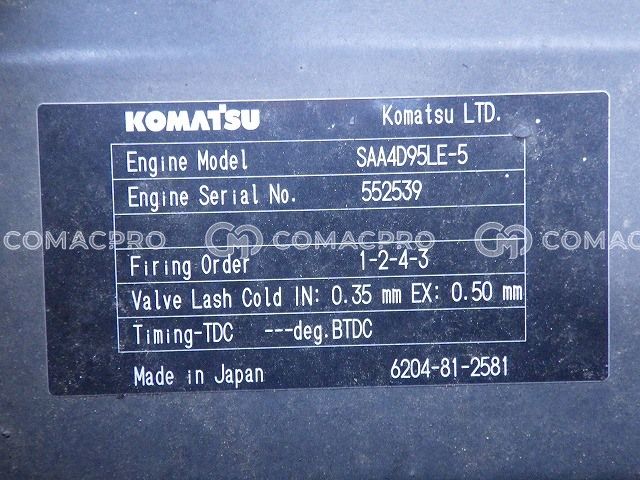 KOMATSU Komatsu LTD.
Engine Model SAA4D95LE-5
Engine Serial No. 552539
COMACPRO CM COMACPRO CM COMACPRO
Firing Order 1-2-4-3
Valve Lash Cold IN: 0.35 mm EX: 0.50 mm
Timing-TDC ---deg.BTDC
Made in Japan 6204-81-2581